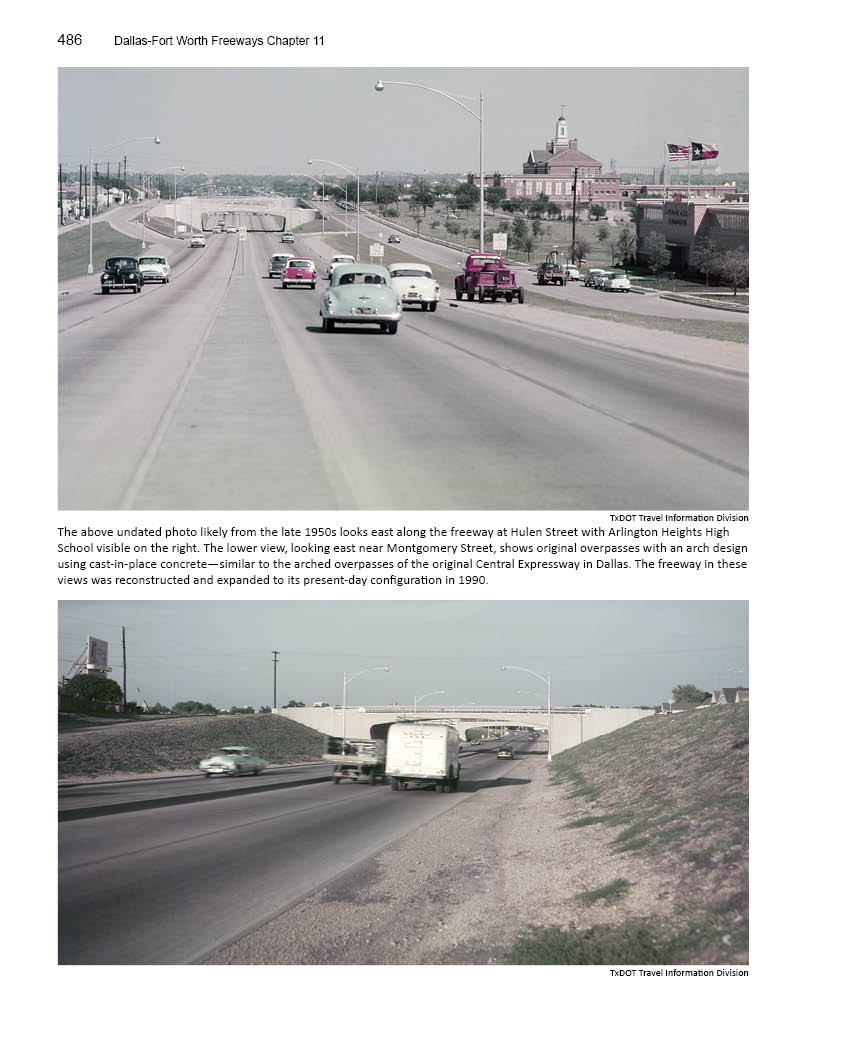 486 Dallas-Fort Worth Freeways Chapter 11
TxDOT Travel Information Division
The above undated photo likely from the late 1950s looks east along the freeway at Hulen Street with Arlington Heights High
School visible on the right. The lower view, looking east near Montgomery Street, shows original overpasses with an arch design
using cast-in-place concrete—similar to the arched overpasses of the original Central Expressway in Dallas. The freeway in these
views was reconstructed and expanded to its present-day configuration in 1990.
TxDOT Travel Information Division